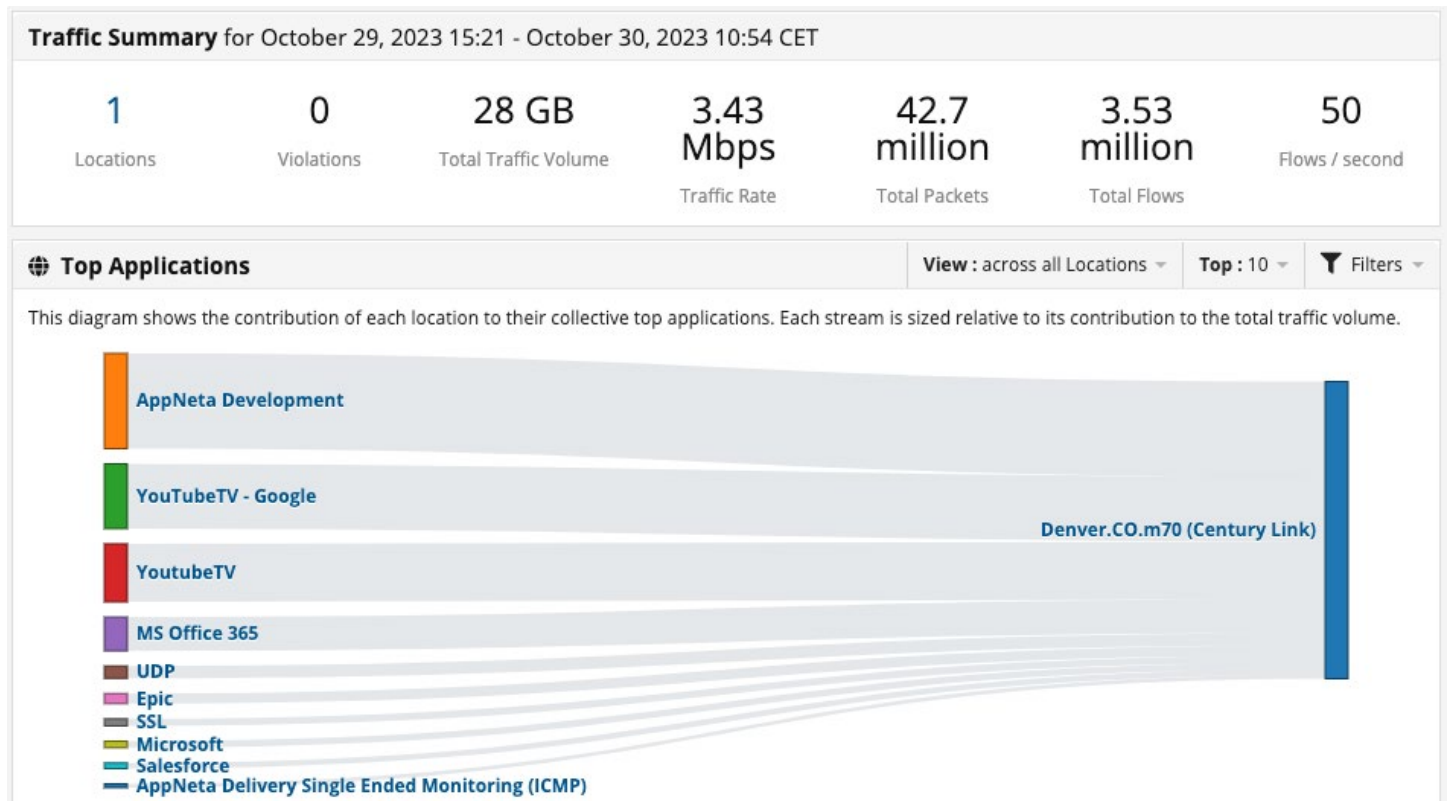 Traffic Summary for October 29, 2023 15:21 - October 30, 2023 10:54 CET
1
Locations
0
Violations
28 GB
Total Traffic Volume
3.43
Mbps
Traffic Rate
42.7
million
Total Packets
3.53
million
Total Flows
50
Flows / second
Top Applications
View : across all Locations
Top : 10
Filters
This diagram shows the contribution of each location to their collective top applications. Each stream is sized relative to its contribution to the total traffic volume.
AppNeta Development
YouTubeTV - Google
YoutubeTV
MS Office 365
UDP
Epic
SSL
Microsoft
Salesforce
AppNeta Delivery Single Ended Monitoring (ICMP)
Denver.CO.m70 (Century Link)